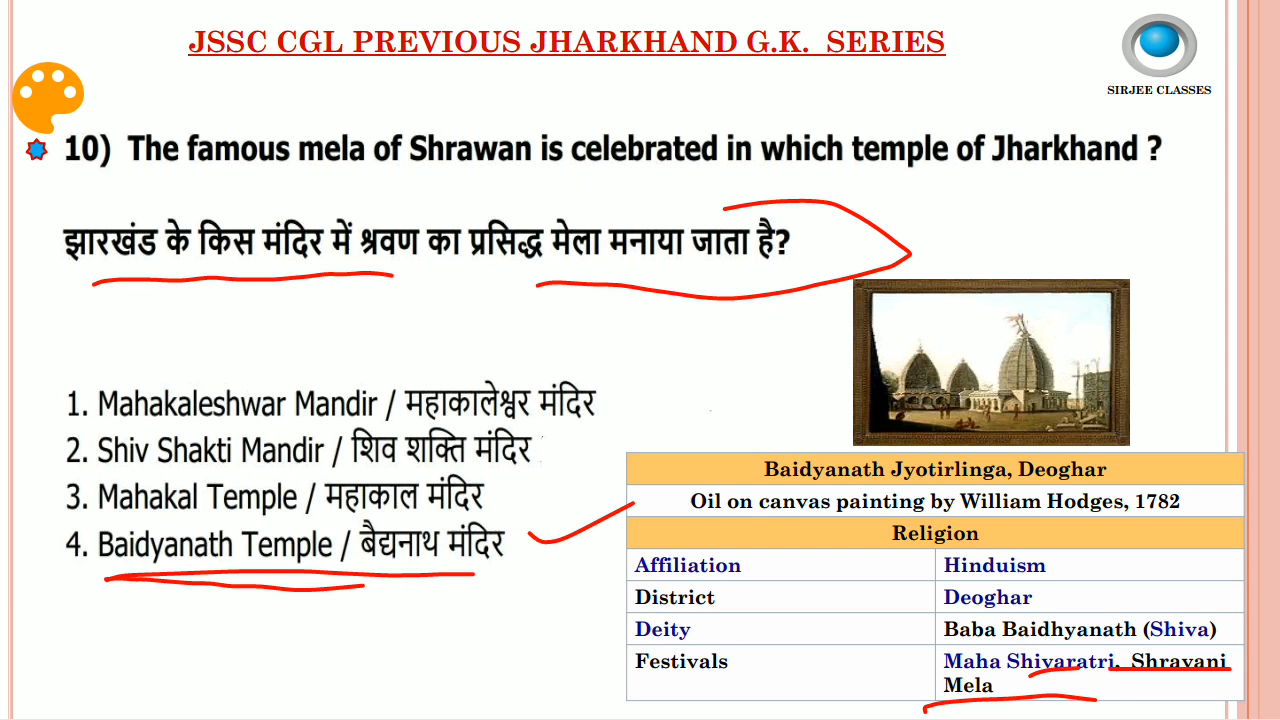 JSSC CGL PREVIOUS JHARKHAND G.K. SERIES
SIRJEE CLASSES
10) The famous mela of Shrawan is celebrated in which temple of Jharkhand ?
झारखंड के किस मंदिर में श्रवण का प्रसिद्ध मेला मनाया जाता है?
1. Mahakaleshwar Mandir / महाकालेश्वर मंदिर
2. Shiv Shakti Mandir / शिव शक्ति मंदिर
3. Mahakal Temple / महाकाल मंदिर
4. Baidyanath Temple / बैद्यनाथ मंदिर
Baidyanath Jyotirlinga, Deoghar
Oil on canvas painting by William Hodges, 1782
Religion
Affiliation Hinduism
District Deoghar
Deity Baba Baidhyanath (Shiva)
Festivals Maha Shivaratri, Shravani
Mela